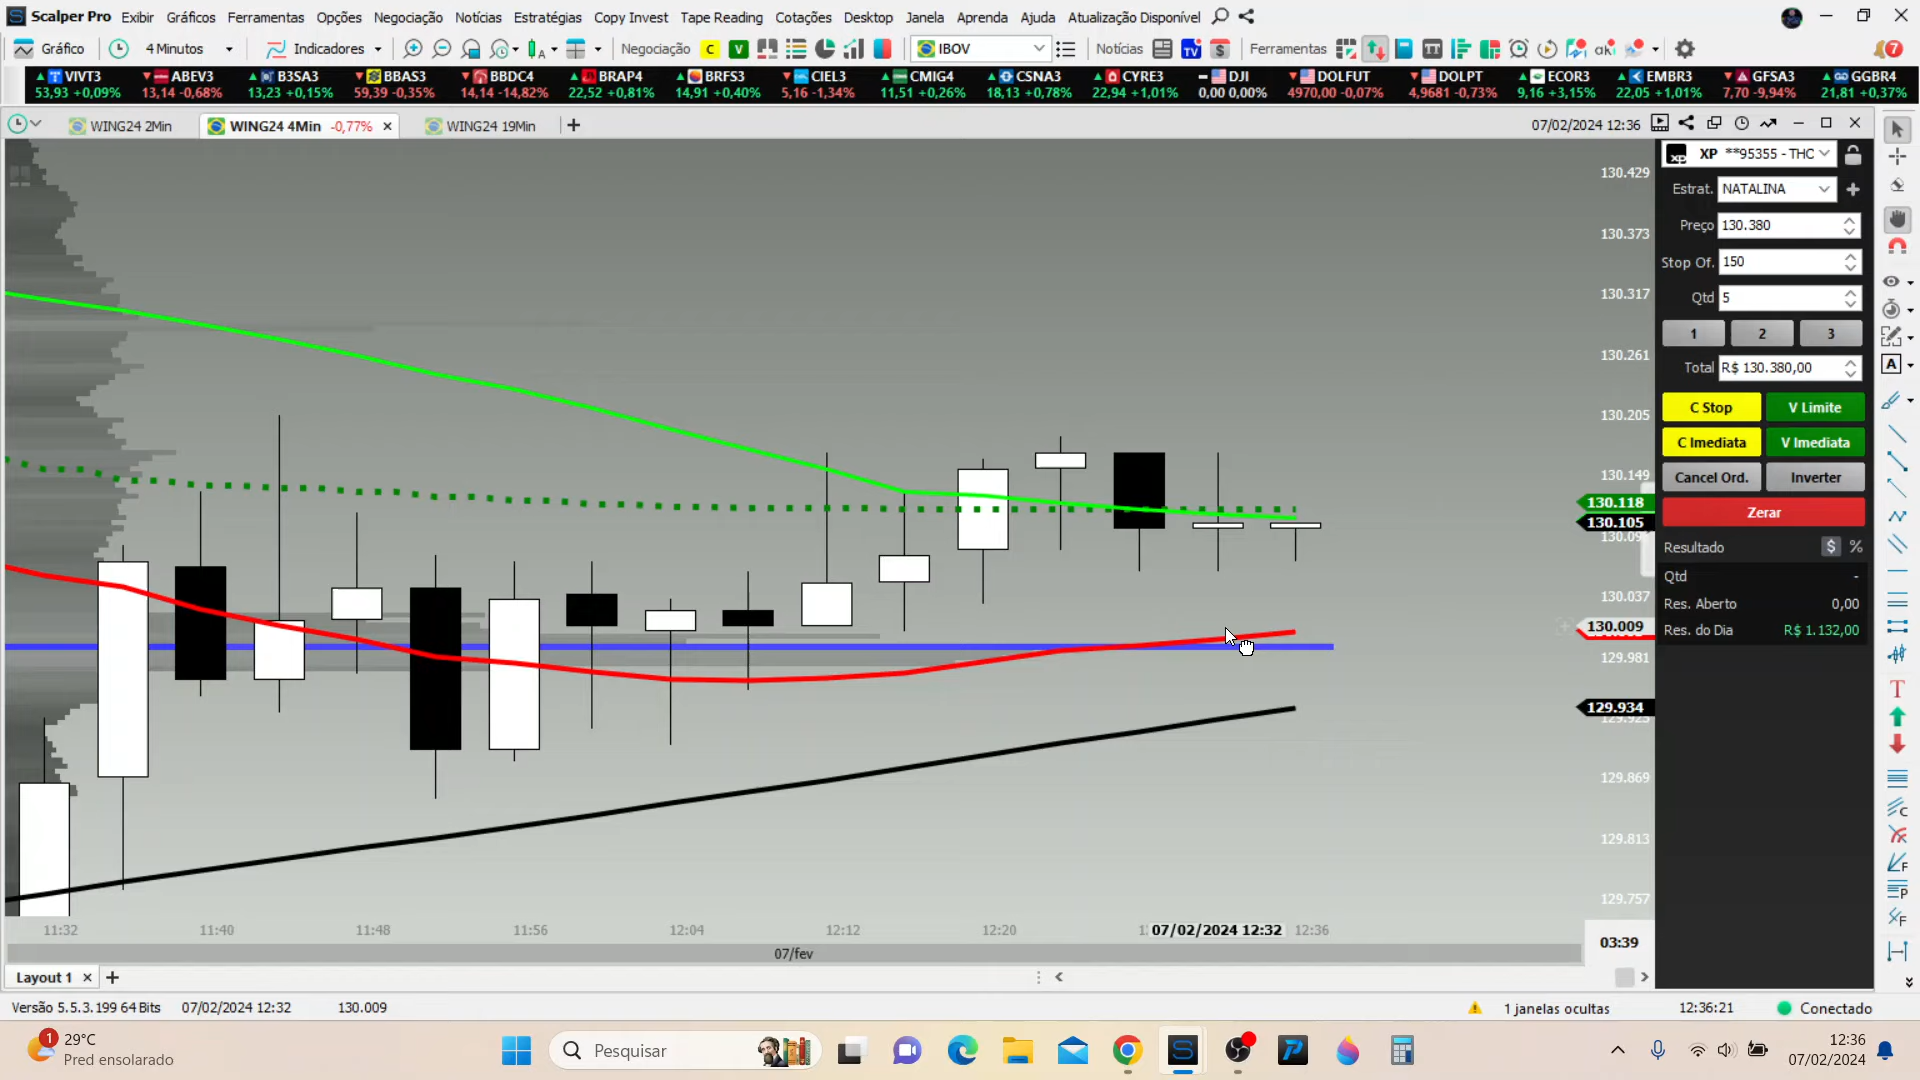 Scalper Pro Exibir Gráficos Ferramentas Opções Negociação Notícias Estratégias Copy Invest Tape Reading Cotações Desktop Janela Aprenda Ajuda Atualização Disponível
Gráfico 4 Minutos Indicadores Negociação C V IBOV Notícias TV $ Ferramentas 7
VIVT3 ABEV3 B3SA3 BBAS3 BBDC4 BRAP4 BRFS3 CIEL3 CMIG4 CSNA3 CYRE3 DJI DOLFUT DOLPT ECOR3 EMBR3 GFSA3 GGBR4
53,93 +0,09% 13,14 -0,68% 13,23 +0,15% 59,39 -0,35% 14,14 -14,82% 22,52 +0,81% 14,91 +0,40% 5,16 -1,34% 11,51 +0,26% 18,13 +0,78% 22,94 +1,01% 0,00 0,00% 4970,00 -0,07% 4,9681 -0,73% 9,16 +3,15% 22,05 +1,01% 7,70 -9,94% 21,81 +0,37%
WING24 2Min WING24 4Min -0,77% WING24 19Min 07/02/2024 12:36
130.429
130.373
130.317
130.261
130.205
130.149
130.118
130.105
130.09
130.037
130.009
129.981
129.934
129.869
129.813
129.757
XP **95355 - THC
Estrat. NATALINA
Preço 130.380
Stop Of. 150
Qtd 5
1 2 3
Total R$ 130.380,00
C Stop V Limite
C Imediata V Imediata
Cancel Ord. Inverter
Zerar
Resultado $ %
Qtd -
Res. Aberto 0,00
Res. do Dia R$ 1.132,00
11:32 11:40 11:48 11:56 12:04 12:12 12:20 07/02/2024 12:32 12:36
07/fev
03:39
Layout 1
Versão 5.5.3.199 64 Bits 07/02/2024 12:32 130.009 1 janelas ocultas 12:36:21 Conectado
1 29°C
Pred ensolarado
Pesquisar
12:36
07/02/2024